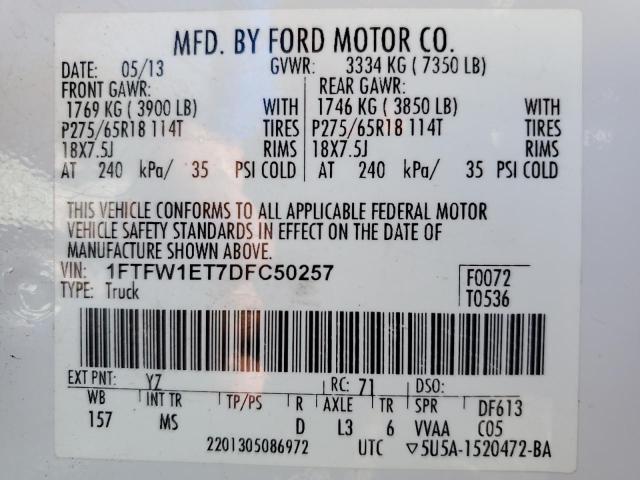 MFD. BY FORD MOTOR CO.
DATE: 05/13 GVWR: 3334 KG ( 7350 LB)
FRONT GAWR: REAR GAWR:
1769 KG ( 3900 LB) WITH 1746 KG ( 3850 LB) WITH
P275/65R18 114T TIRES P275/65R18 114T TIRES
18X7.5J RIMS 18X7.5J RIMS
AT 240 kPa/ 35 PSI COLD AT 240 kPa/ 35 PSI COLD
THIS VEHICLE CONFORMS TO ALL APPLICABLE FEDERAL MOTOR
VEHICLE SAFETY STANDARDS IN EFFECT ON THE DATE OF
MANUFACTURE SHOWN ABOVE.
VIN: 1FTFW1ET7DFC50257 F0072
TYPE: Truck T0536
EXT PNT: YZ RC: 71 DSO:
WB INT TR TP/PS R AXLE TR SPR DF613
157 MS D L3 6 VVAA C05
2201305086972 UTC ▽5U5A-1520472-BA